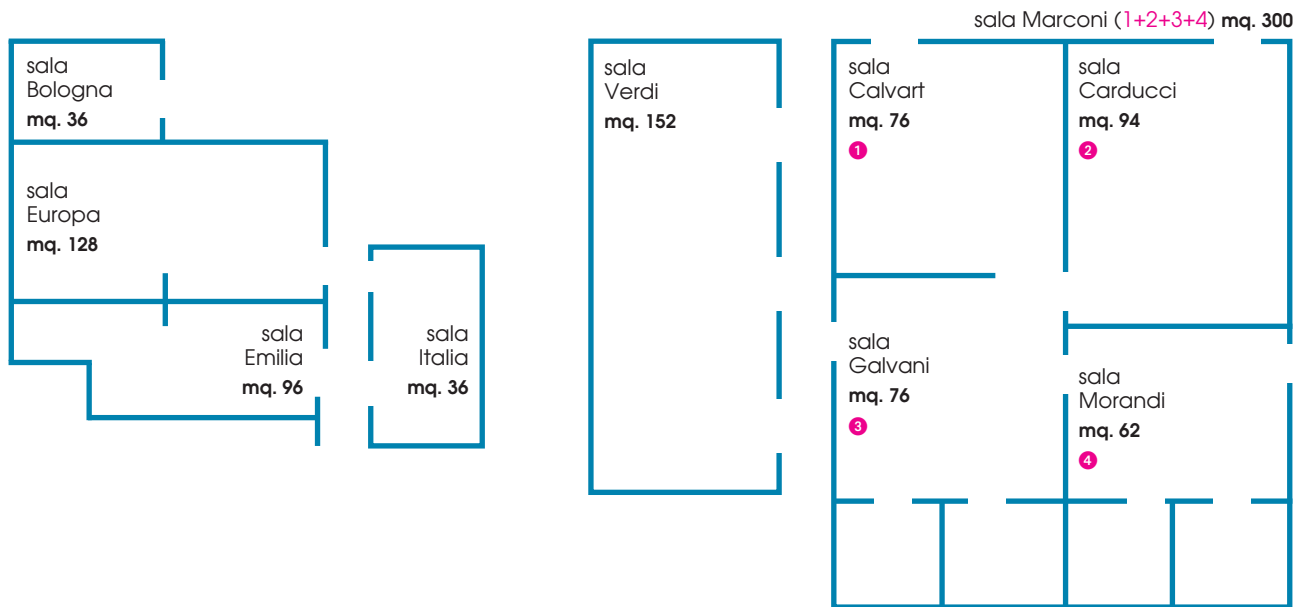 sala Marconi (1+2+3+4) mq. 300
sala
Bologna
mq. 36
sala
Europa
mq. 128
sala
Emilia
mq. 96
sala
Italia
mq. 36
sala
Verdi
mq. 152
sala
Calvart
mq. 76
1
sala
Carducci
mq. 94
2
sala
Galvani
mq. 76
3
sala
Morandi
mq. 62
4